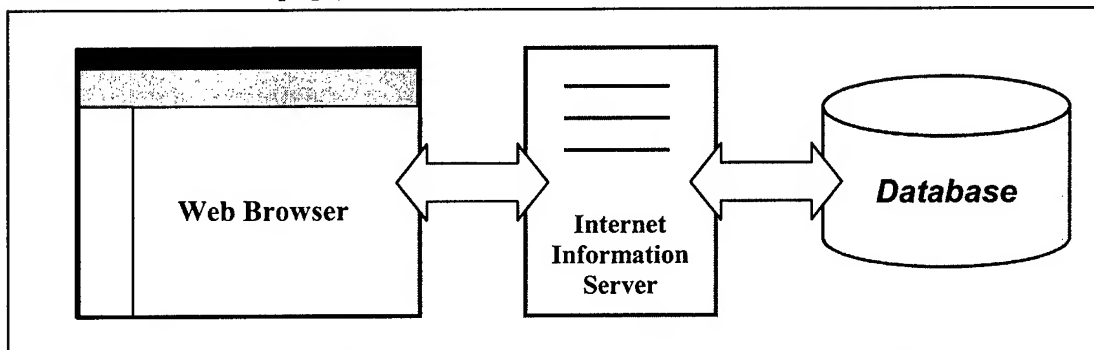 Web Browser
Internet
Information
Server
Database